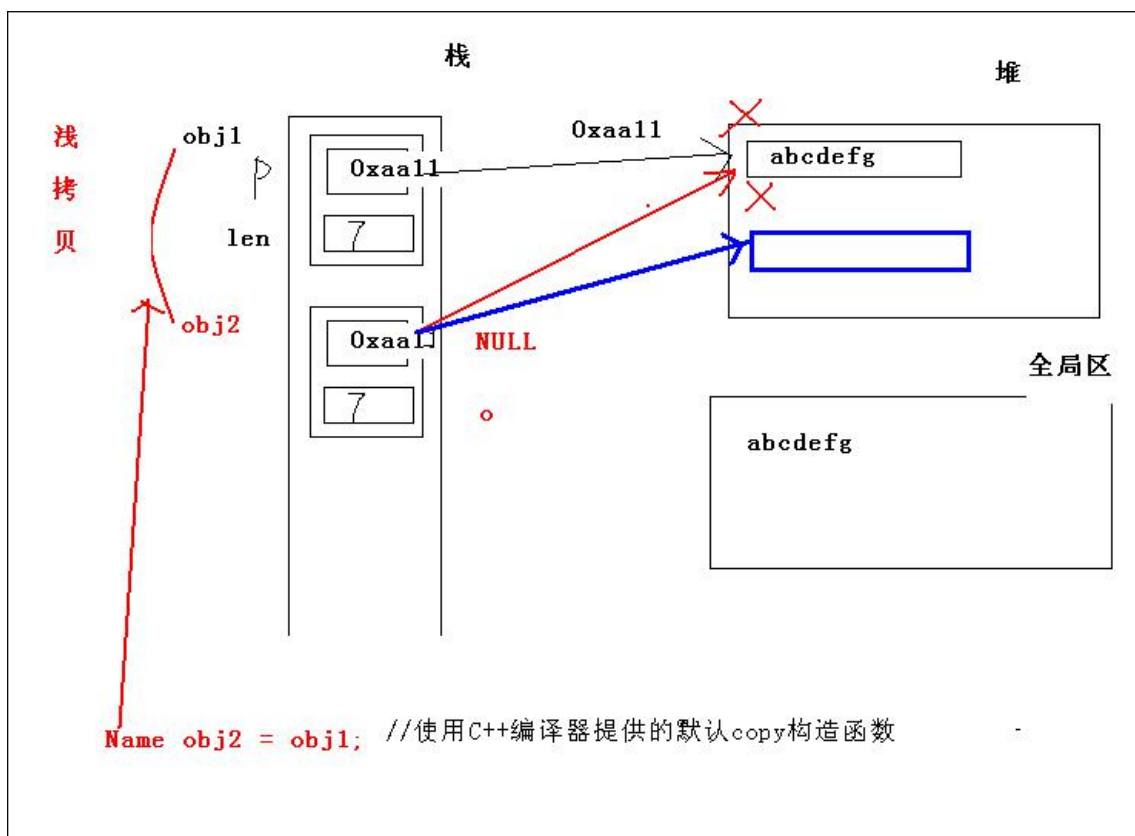 栈
堆
浅
拷
贝
obj1
p
len
obj2
0xaa11
7
0xaa11
7
0xaa11
NULL
0
abcdefg
全局区
abcdefg
Name obj2 = obj1; //使用C++编译器提供的默认copy构造函数